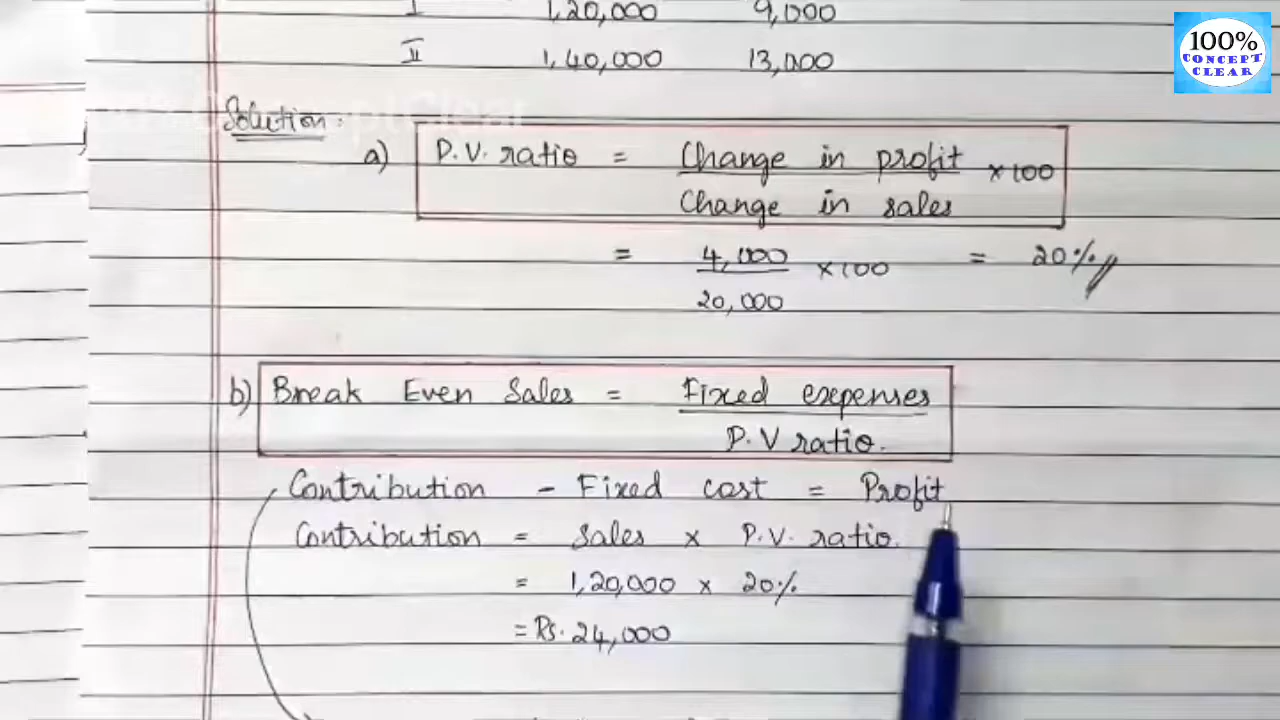 I 1,20,000 9,000
II 1,40,000 13,000
100%
CONCEPT
CLEAR
Solution:
a) P.V. ratio = Change in profit × 100
Change in sales
= 4,000 × 100 = 20%
20,000
b) Break Even Sales = Fixed expenses
P.V ratio.
Contribution - Fixed cost = Profit
Contribution = Sales × P.V. ratio.
= 1,20,000 × 20%
= Rs. 24,000